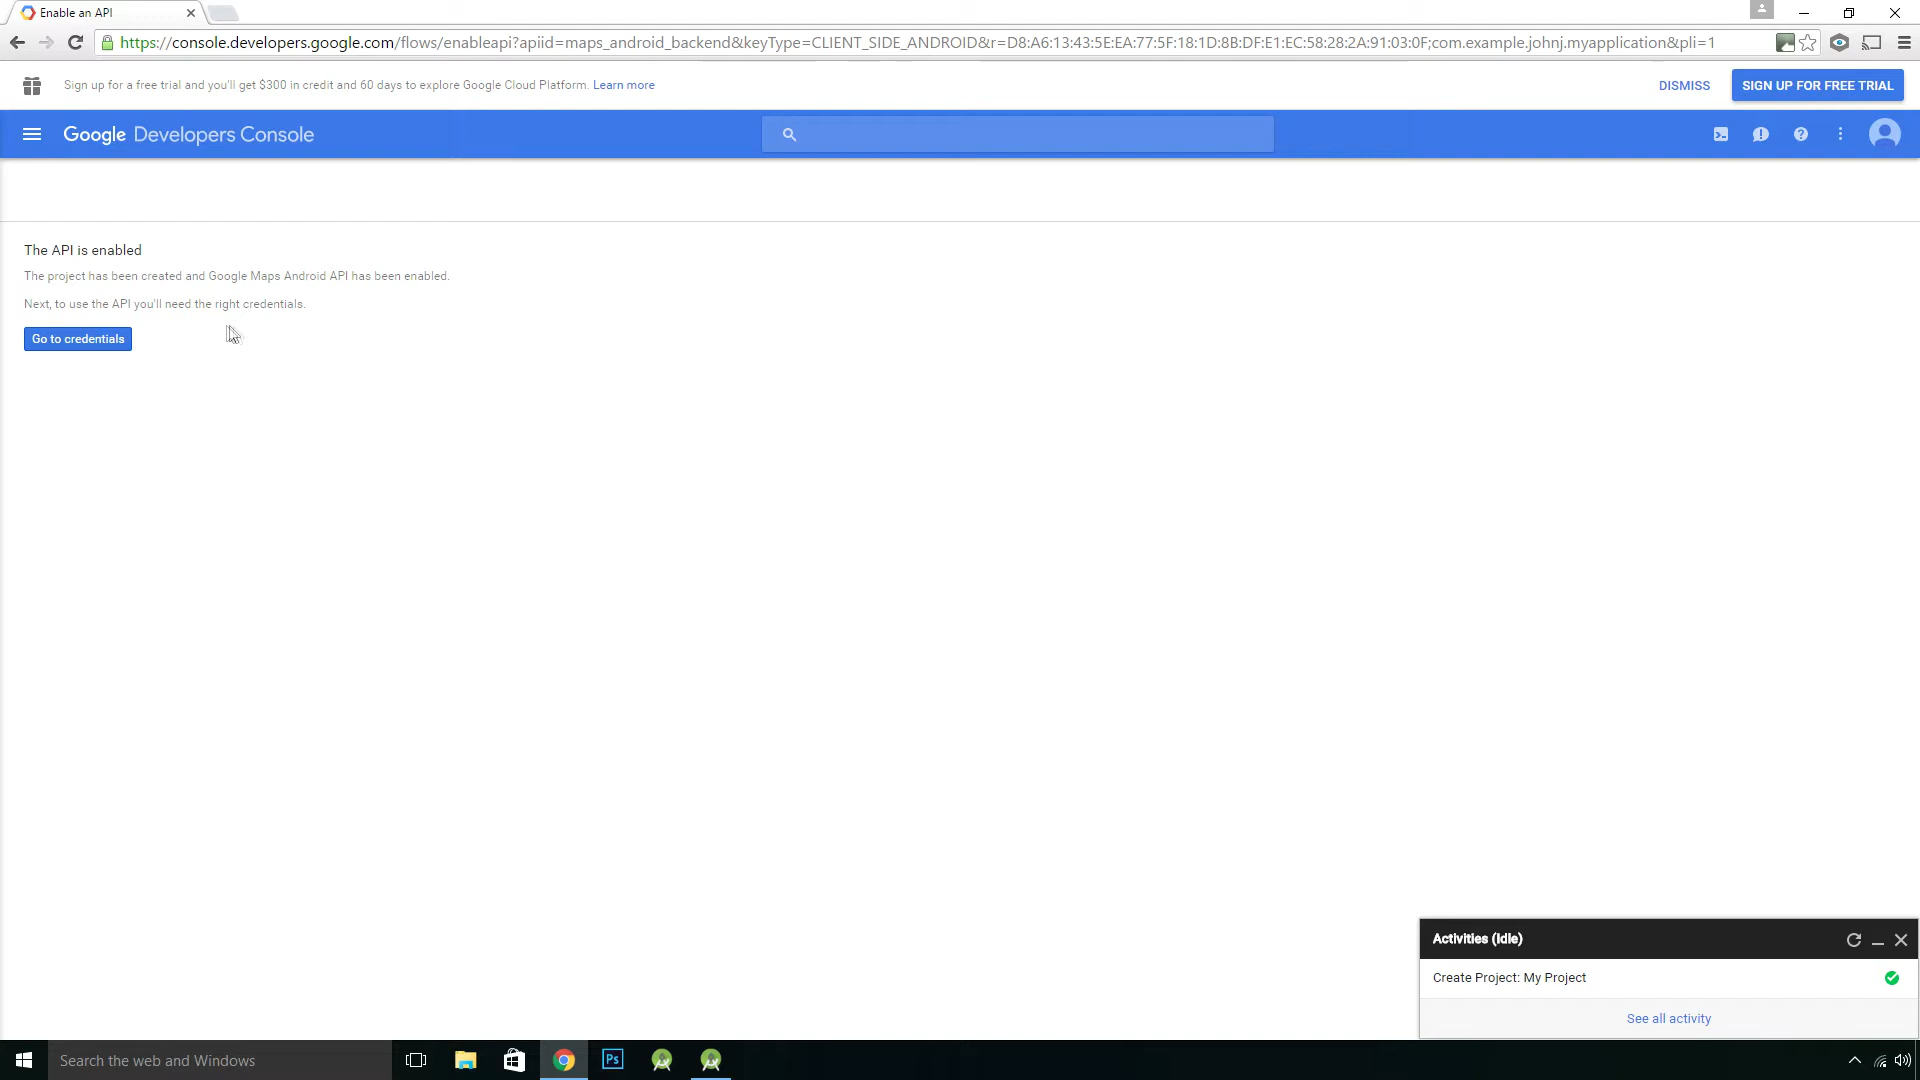 Enable an API
https://console.developers.google.com/flows/enableapi?apiid=maps_android_backend&keyType=CLIENT_SIDE_ANDROID&r=D8:A6:13:43:5E:EA:77:5F:18:1D:8B:DF:E1:EC:58:28:2A:91:03:0F;com.example.johnj.myapplication&pli=1
Sign up for a free trial and you'll get $300 in credit and 60 days to explore Google Cloud Platform. Learn more
DISMISS
SIGN UP FOR FREE TRIAL
Google Developers Console
The API is enabled
The project has been created and Google Maps Android API has been enabled.
Next, to use the API you'll need the right credentials.
Go to credentials
Activities (Idle)
Create Project: My Project
See all activity
Search the web and Windows
Ps